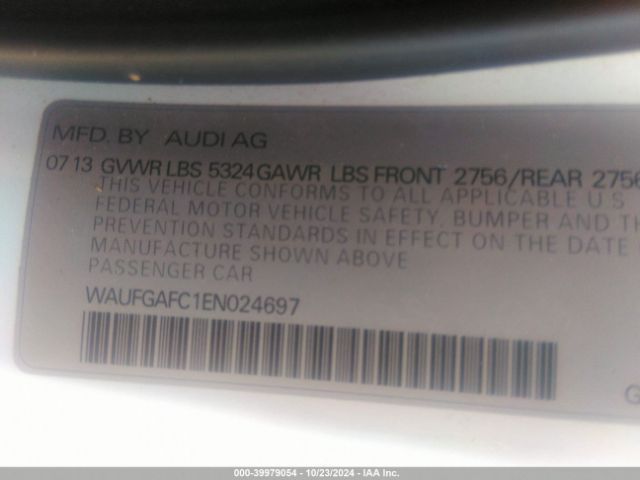 MFD. BY AUDI AG
07 13 GVWR LBS 5324 GAWR LBS FRONT 2756/REAR 2756
THIS VEHICLE CONFORMS TO ALL APPLICABLE U S
FEDERAL MOTOR VEHICLE SAFETY, BUMPER AND TH
PREVENTION STANDARDS IN EFFECT ON THE DATE
MANUFACTURE SHOWN ABOVE
PASSENGER CAR
WAUFGAFC1EN024697
G
000-39979054 - 10/23/2024 - IAA Inc.